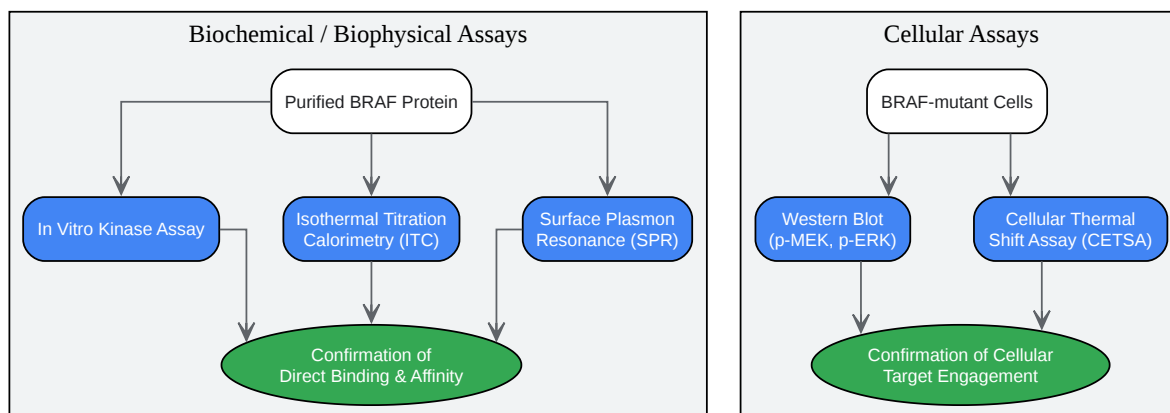 Biochemical / Biophysical Assays
Purified BRAF Protein
In Vitro Kinase Assay
Isothermal Titration
Calorimetry (ITC)
Surface Plasmon
Resonance (SPR)
Confirmation of
Direct Binding & Affinity
Cellular Assays
BRAF-mutant Cells
Western Blot
(p-MEK, p-ERK)
Cellular Thermal
Shift Assay (CETSA)
Confirmation of Cellular
Target Engagement